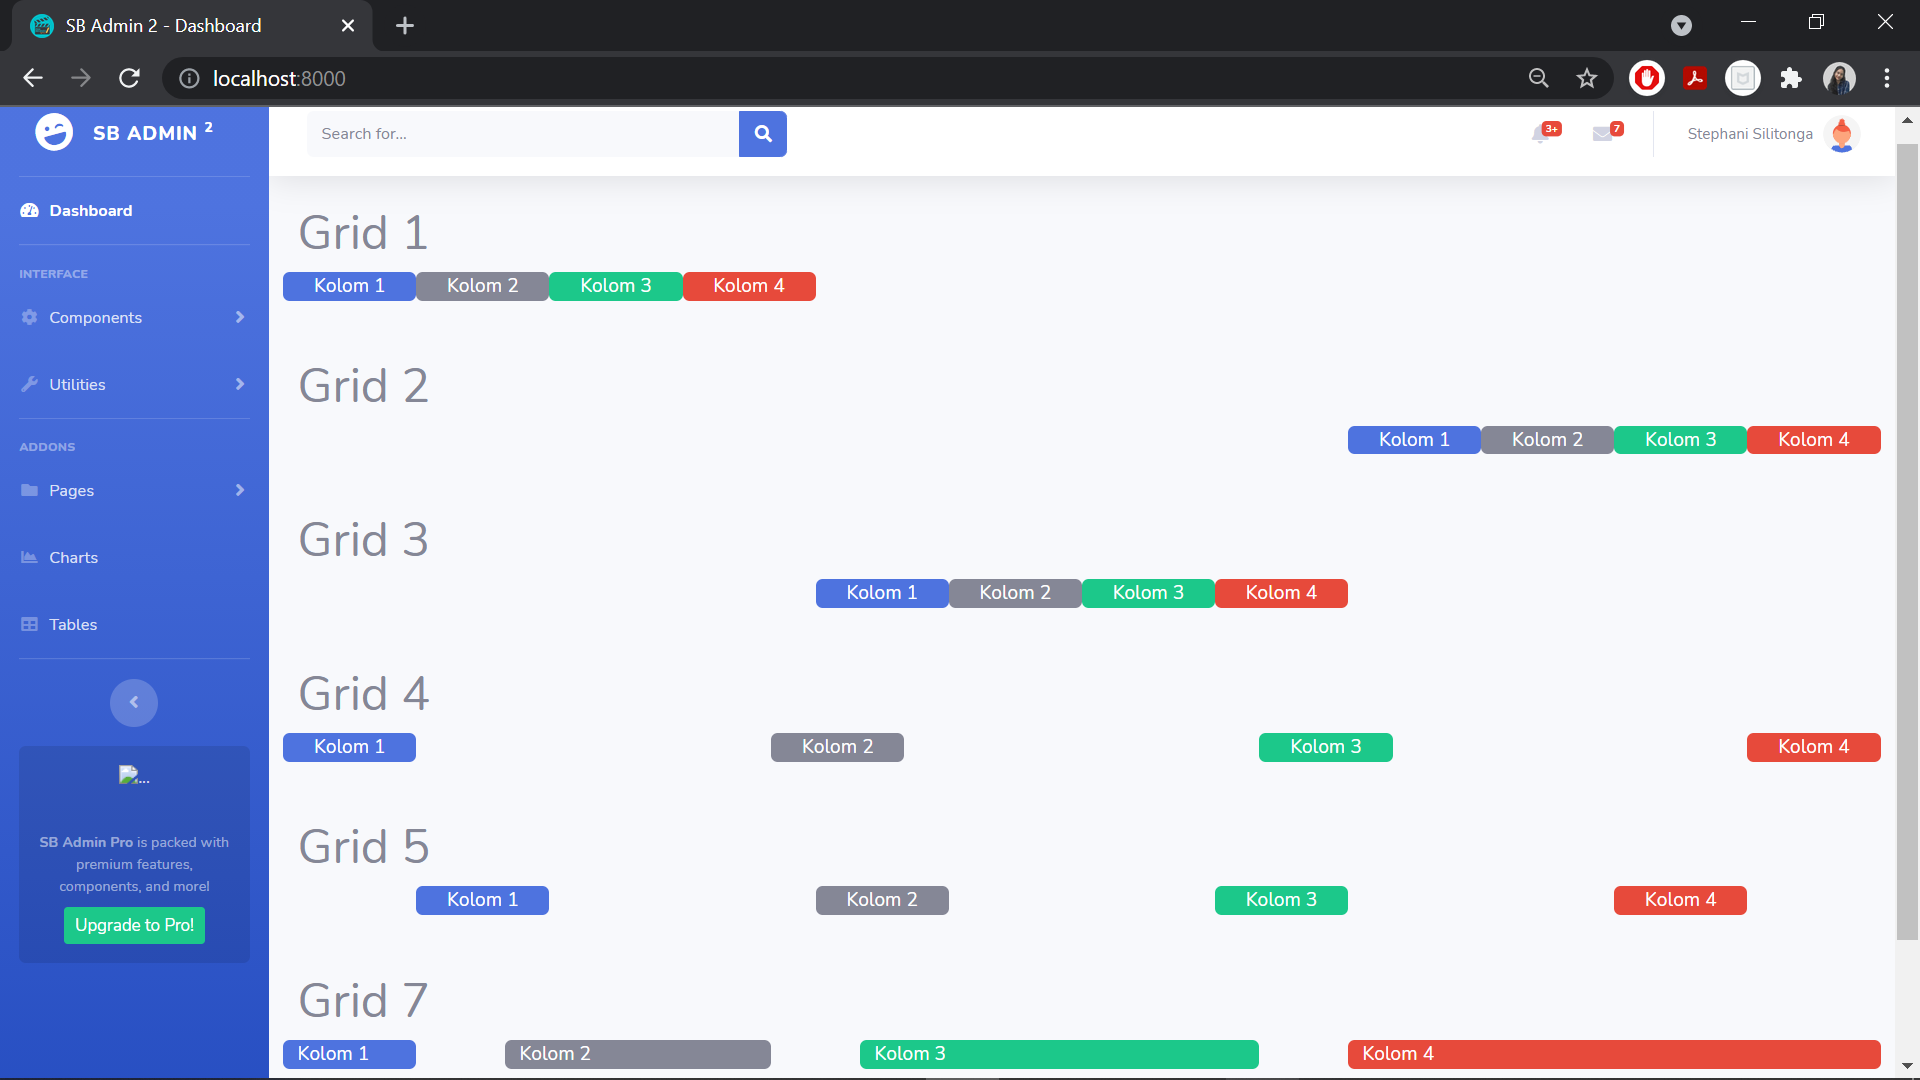 SB Admin 2 - Dashboard
localhost:8000
SB ADMIN 2
Search for...
3+
7
Stephani Silitonga
Dashboard
INTERFACE
Components
Utilities
ADDONS
Pages
Charts
Tables
...
SB Admin Pro is packed with
premium features,
components, and more!
Upgrade to Pro!
Grid 1
Kolom 1 Kolom 2 Kolom 3 Kolom 4
Grid 2
Kolom 1 Kolom 2 Kolom 3 Kolom 4
Grid 3
Kolom 1 Kolom 2 Kolom 3 Kolom 4
Grid 4
Kolom 1 Kolom 2 Kolom 3 Kolom 4
Grid 5
Kolom 1 Kolom 2 Kolom 3 Kolom 4
Grid 7
Kolom 1 Kolom 2 Kolom 3 Kolom 4